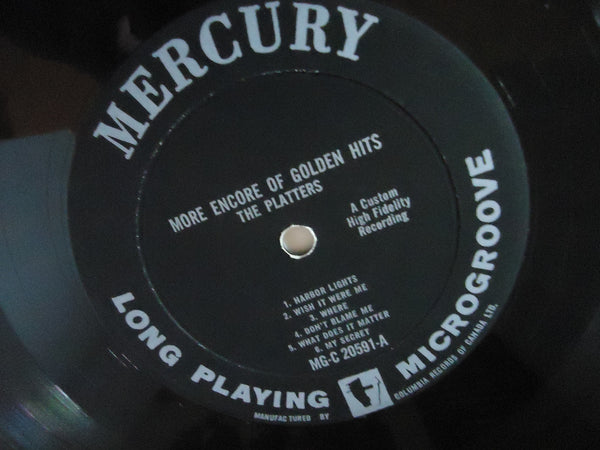 MERCURY
MORE ENCORE OF GOLDEN HITS
THE PLATTERS
A Custom
High Fidelity
Recording
1. HARBOR LIGHTS
2. WISH IT WERE ME
3. WHERE
4. DON'T BLAME ME
5. WHAT DOES IT MATTER
6. MY SECRET
MG-C 20591-A
LONG PLAYING MICROGROOVE
MANUFACTURED BY COLUMBIA RECORDS OF CANADA LTD.